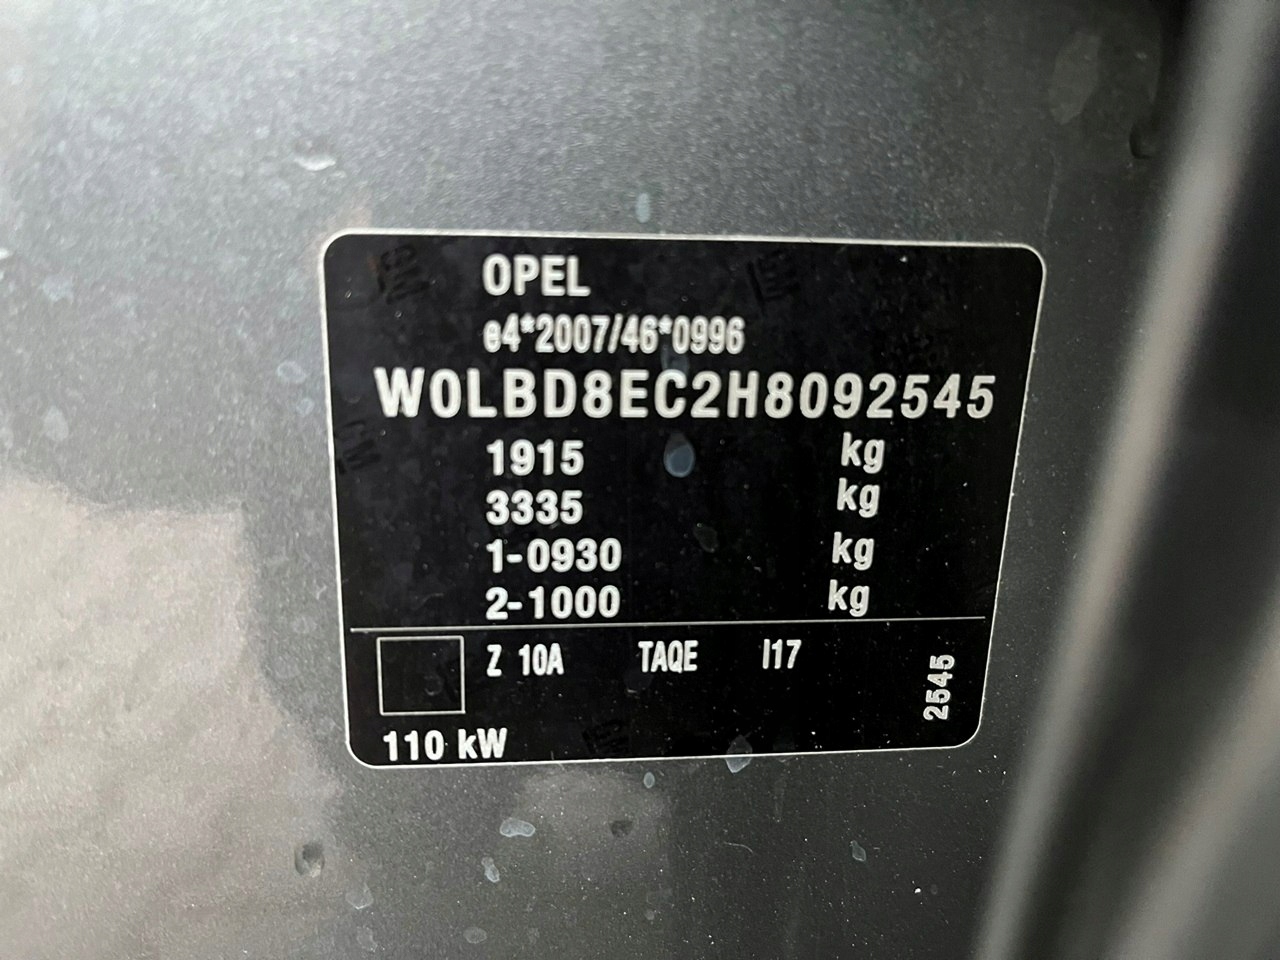 OPEL
e4*2007/46*0996
W0LBD8EC2H8092545
1915 kg
3335 kg
1-0930 kg
2-1000 kg
Z 10A TAQE I17
2545
110 kW